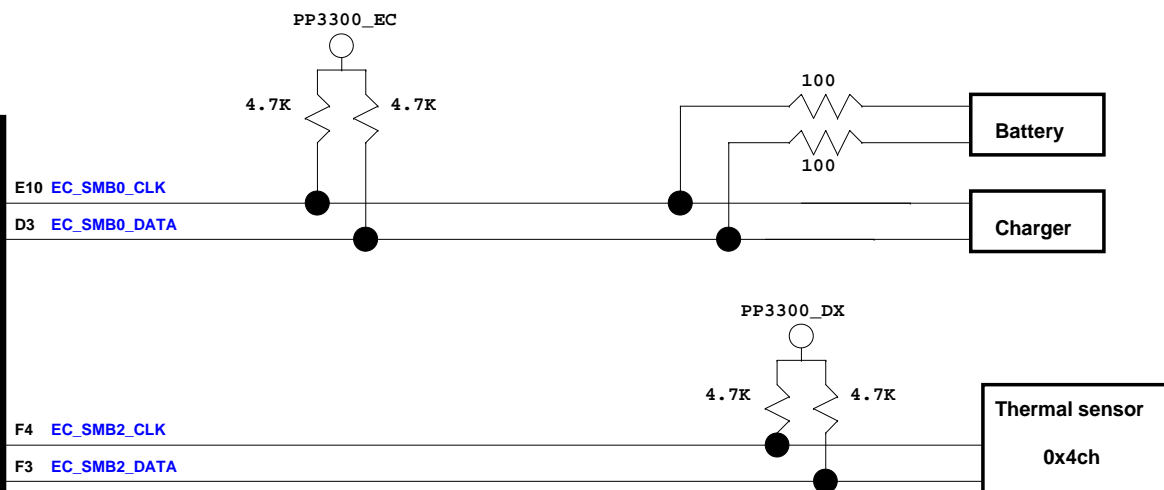 PP3300_EC
4.7K 4.7K
100
Battery
100
E10 EC_SMB0_CLK
D3 EC_SMB0_DATA
Charger
PP3300_DX
4.7K 4.7K
Thermal sensor
0x4ch
F4 EC_SMB2_CLK
F3 EC_SMB2_DATA